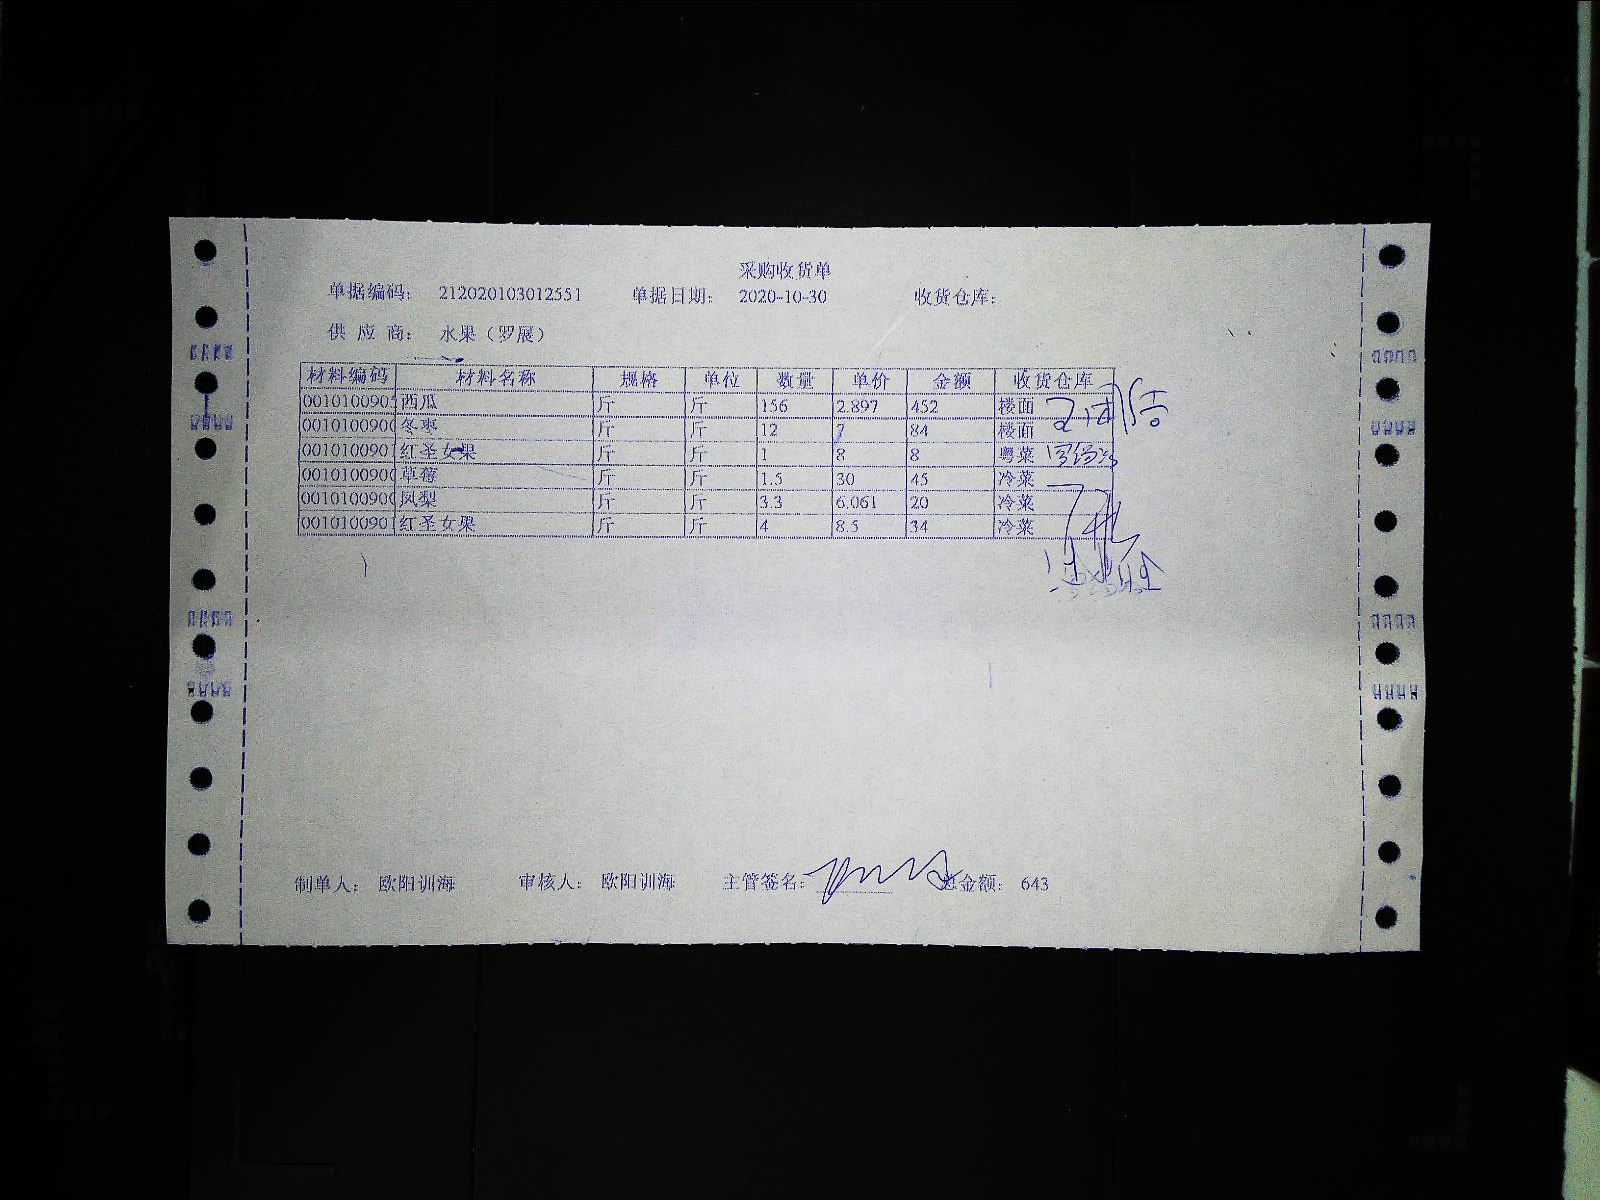 采购收货单
单据编码： 212020103012551 单据日期： 2020-10-30 收货仓库：
供 应 商： 水果（罗展）
材料编码 材料名称 规格 单位 数量 单价 金额 收货仓库
001010090 西瓜 斤 斤 156 2.897 452 楼面
001010090 冬枣 斤 斤 12 7 84 楼面
001010090 红圣女果 斤 斤 1 8 8 粤菜
001010090 草莓 斤 斤 1.5 30 45 冷菜
001010090 凤梨 斤 斤 3.3 6.061 20 冷菜
001010090 红圣女果 斤 斤 4 8.5 34 冷菜
制单人： 欧阳训海 审核人： 欧阳训海 主管签名： 总金额： 643